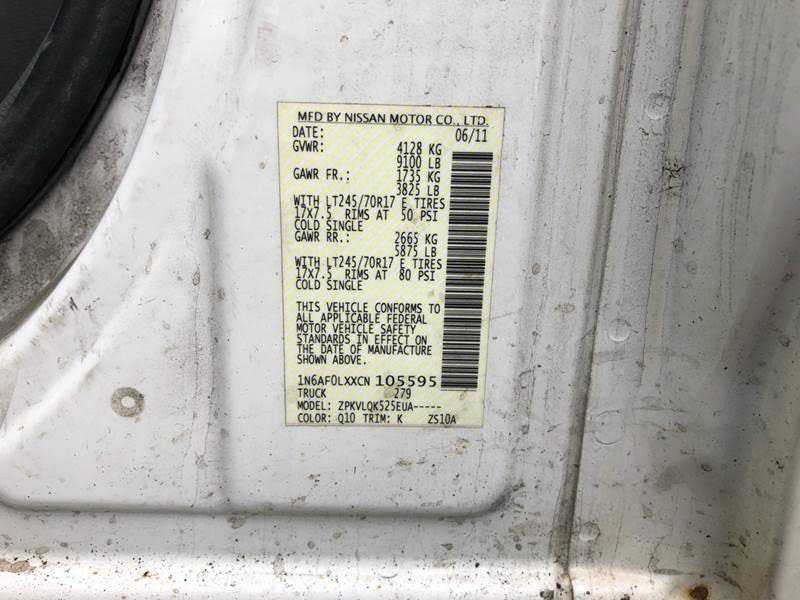 MFD BY NISSAN MOTOR CO., LTD.
DATE: 06/11
GVWR: 4128 KG
9100 LB
GAWR FR.: 1735 KG
3825 LB
WITH LT245/70R17 E TIRES
17X7.5 RIMS AT 50 PSI
COLD SINGLE
GAWR RR.: 2665 KG
5875 LB
WITH LT245/70R17 E TIRES
17X7.5 RIMS AT 80 PSI
COLD SINGLE
THIS VEHICLE CONFORMS TO
ALL APPLICABLE FEDERAL
MOTOR VEHICLE SAFETY
STANDARDS IN EFFECT ON
THE DATE OF MANUFACTURE
SHOWN ABOVE.
1N6AF0LXXCN 105595
TRUCK 279
MODEL: ZPKVLQK525EUA-----
COLOR: Q10 TRIM: K ZS10A